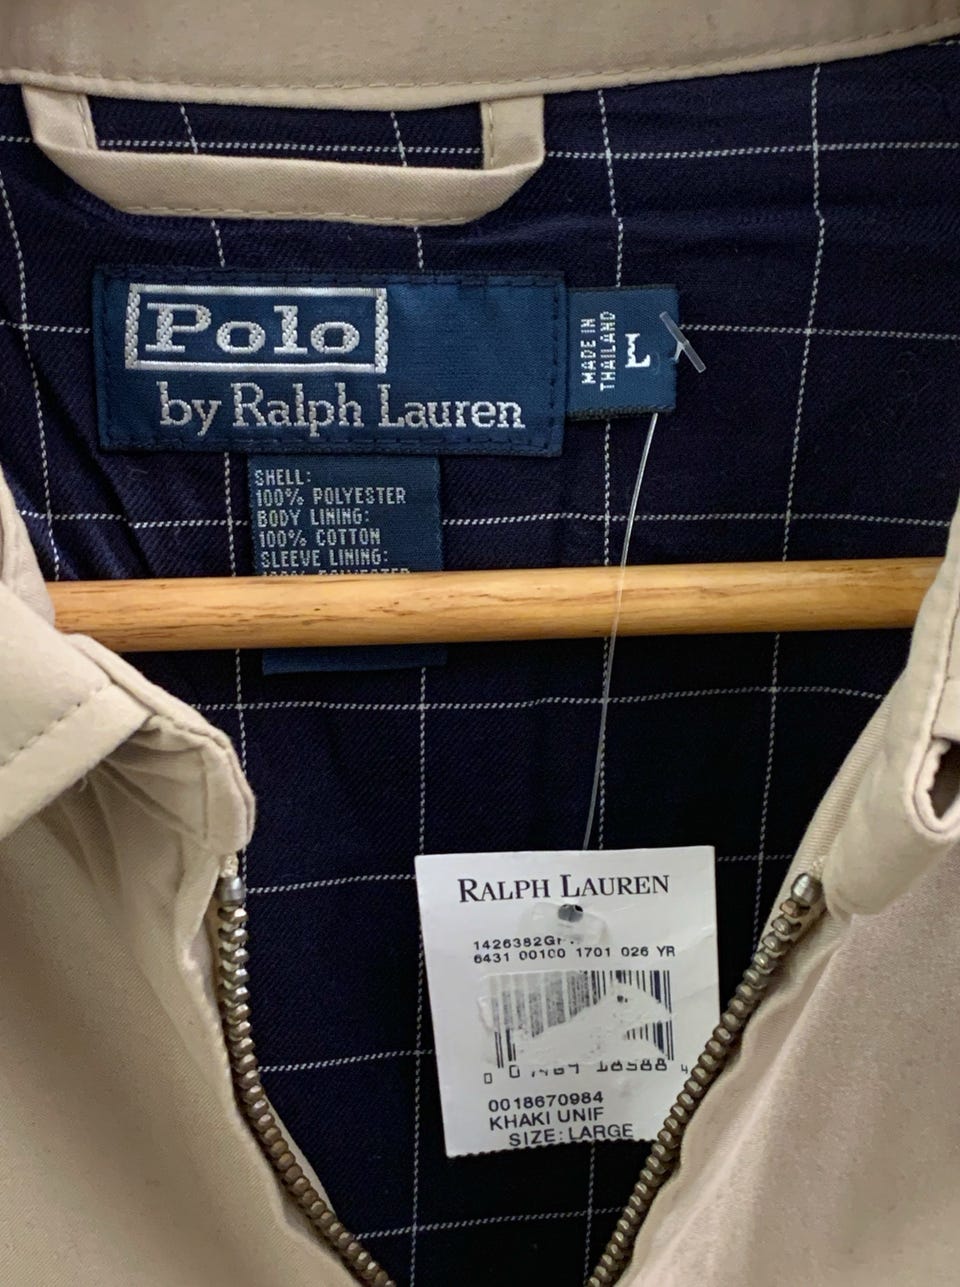 Polo
by Ralph Lauren
MADE IN
THAILAND
L
SHELL:
100% POLYESTER
BODY LINING:
100% COTTON
SLEEVE LINING:
RALPH LAUREN
6431 00100 1701 026 YR
0018670984
KHAKI UNIF
SIZE: LARGE